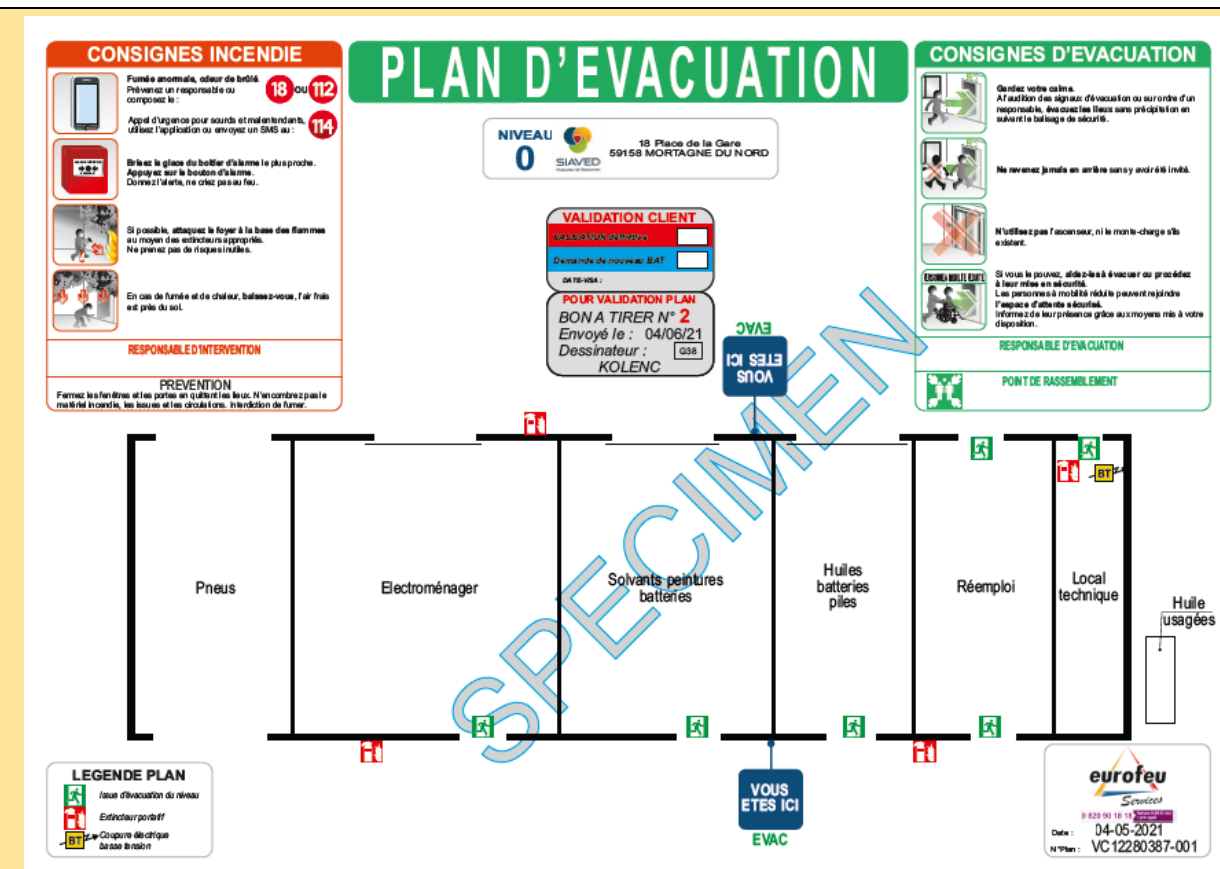 CONSIGNES INCENDIE
Fumée anormale, odeur de brûlé.
Prévenez un responsable ou
composez le :
18 OU 112
Appel d'urgence pour sourds et malentendants,
utilisez l'application ou envoyez un SMS au :
114
Brisez la glace du boîtier d'alarme le plus proche.
Appuyez sur le bouton d'alarme.
Donnez l'alerte, ne criez pas au feu.
Si possible, attaquez le foyer à la base des flammes
au moyen des extincteurs appropriés.
Ne prenez pas de risques inutiles.
En cas de fumée et de chaleur, baissez-vous, l'air frais
est près du sol.
RESPONSABLE D'INTERVENTION
PREVENTION
Fermez les fenêtres et les portes en quittant les lieux. N'encombrez pas le
matériel incendie, les issues et les circulations. Interdiction de fumer.
PLAN D'EVACUATION
NIVEAU
0
SIAVED
18 Place de la Gare
59158 MORTAGNE DU NORD
VALIDATION CLIENT
VALIDATION définitive
Demande de nouveau BAT
DATE-VISA :
POUR VALIDATION PLAN
BON A TIRER N° 2
Envoyé le : 04/06/21
Dessinateur : G38
KOLENC
CONSIGNES D'EVACUATION
Gardez votre calme.
A l'audition des signaux d'évacuation ou sur ordre d'un
responsable, évacuez les lieux sans précipitation en
suivant le balisage de sécurité.
Ne revenez jamais en arrière sans y avoir été invité.
N'utilisez pas l'ascenseur, ni le monte-charge s'ils
existent.
PERSONNE A MOBILITE REDUITE
Si vous le pouvez, aidez-les à évacuer ou procédez
à leur mise en sécurité.
Les personnes à mobilité réduite peuvent rejoindre
l'espace d'attente sécurisé.
Informez de leur présence grâce aux moyens mis à votre
disposition.
RESPONSABLE D'EVACUATION
POINT DE RASSEMBLEMENT
VOUS
ETES ICI
EVAC
SPECIMEN
BT
Pneus
Electroménager
Solvants peintures
batteries
Huiles
batteries
piles
Réemploi
Local
technique
Huile
usagées
VOUS
ETES ICI
EVAC
LEGENDE PLAN
Issue d'évacuation du niveau
Extincteur portatif
BT
Coupure électrique
basse tension
eurofeu
Services
0 820 90 16 18
Date : 04-05-2021
N°Plan : VC12280387-001